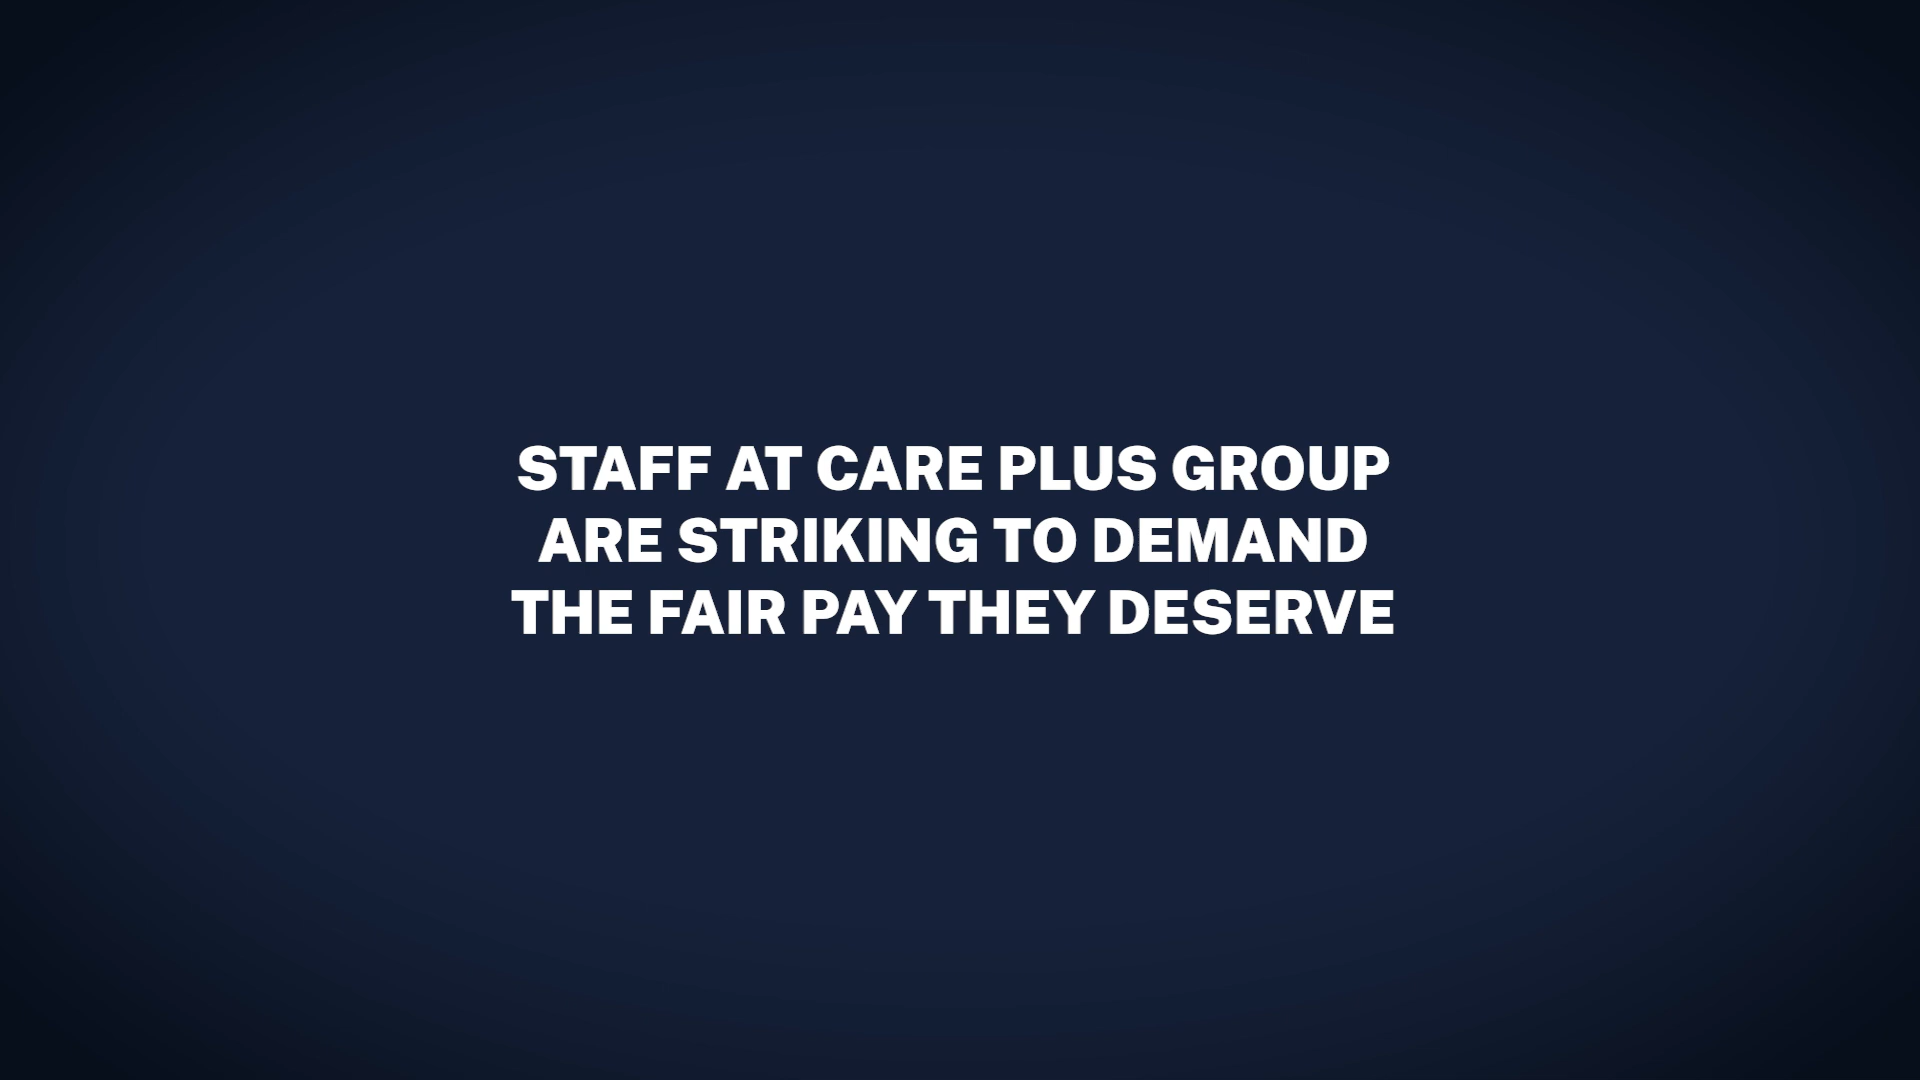 STAFF AT CARE PLUS GROUP
ARE STRIKING TO DEMAND
THE FAIR PAY THEY DESERVE